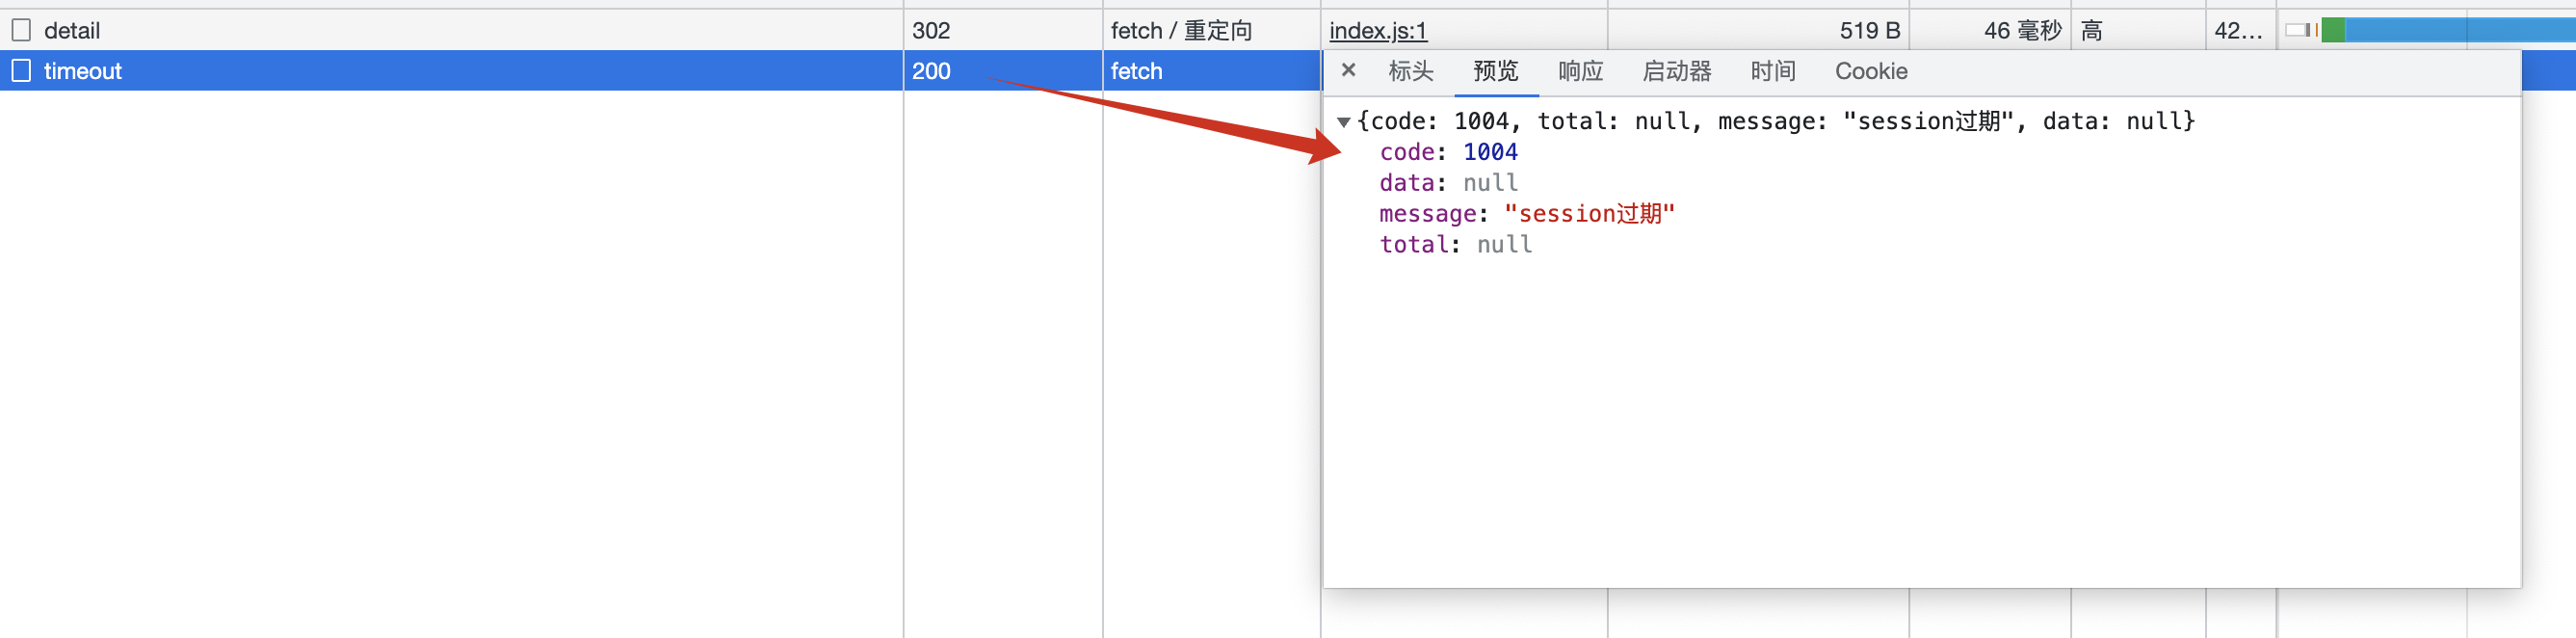 detail 302 fetch / 重定向 index.js:1 519 B 46 毫秒 高 42...
timeout 200 fetch
× 标头 预览 响应 启动器 时间 Cookie
▼{code: 1004, total: null, message: "session过期", data: null}
code: 1004
data: null
message: "session过期"
total: null